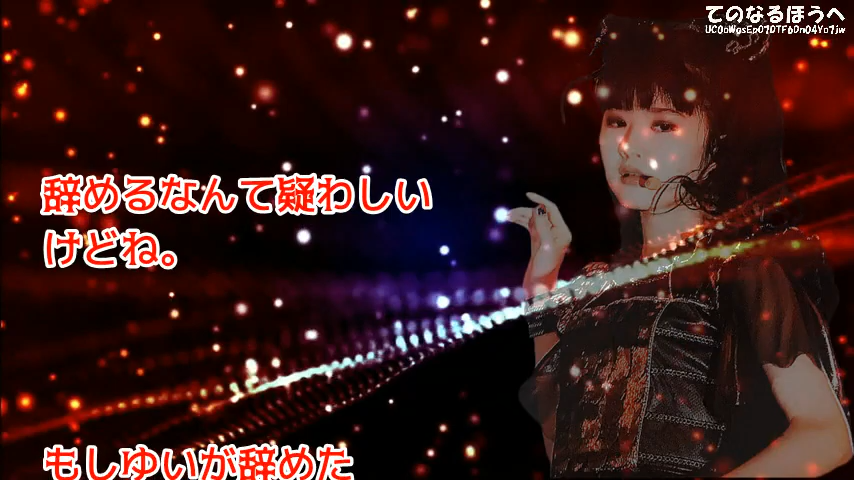 てのなるほうへ
辞めるなんて疑わしい
けどね。
もしゆいが辞めた